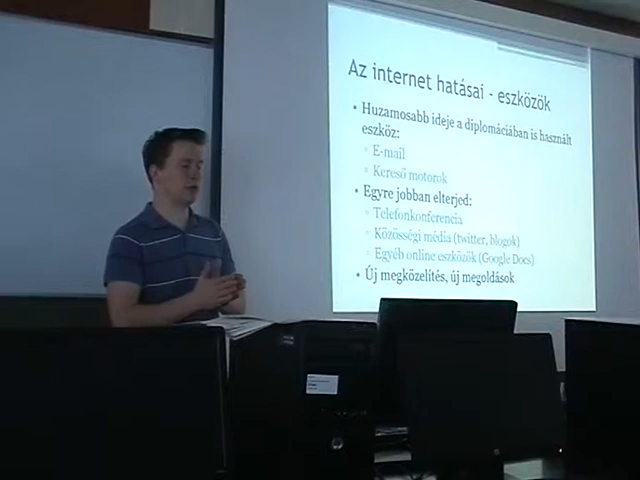 Az internet hatásai - eszközök
• Huzamosabb ideje a diplomáciában is használt
eszköz:
▫ E-mail
▫ Kereső motorok
• Egyre jobban elterjed:
▫ Telefonkonferencia
▫ Közösségi média (twitter, blogok)
▫ Egyéb online eszközök (Google Docs)
• Új megközelítés, új megoldások